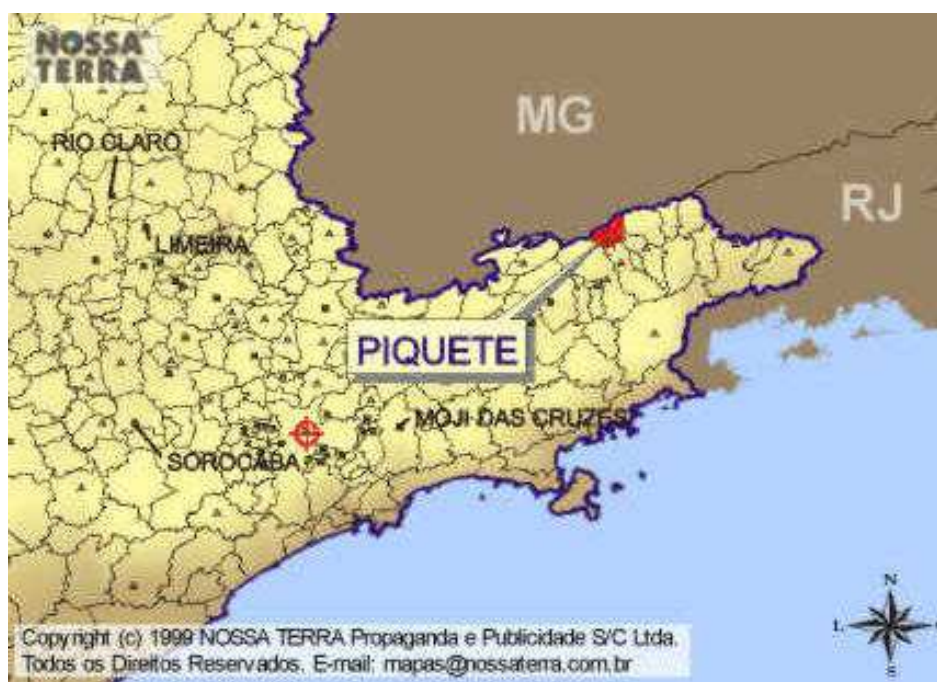 NOSSA
TERRA
MG
RIO CLARO
RJ
LIMEIRA
PIQUETE
MOJI DAS CRUZES
SOROCABA
N
L
S
Copyright (c) 1999 NOSSA TERRA Propaganda e Publicidade S/C Ltda.
Todos os Direitos Reservados. E-mail: mapas@nossaterra.com.br